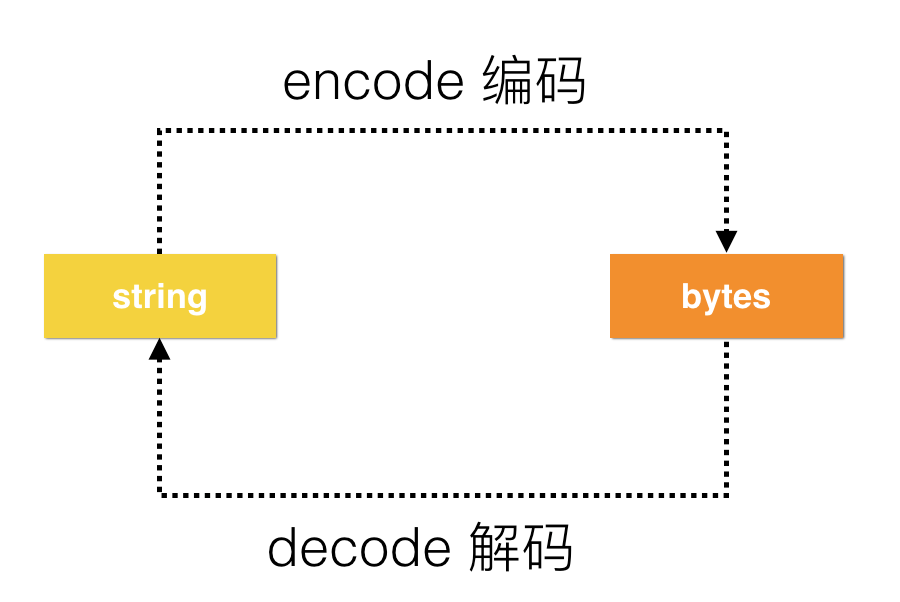 encode 编码
string
bytes
decode 解码